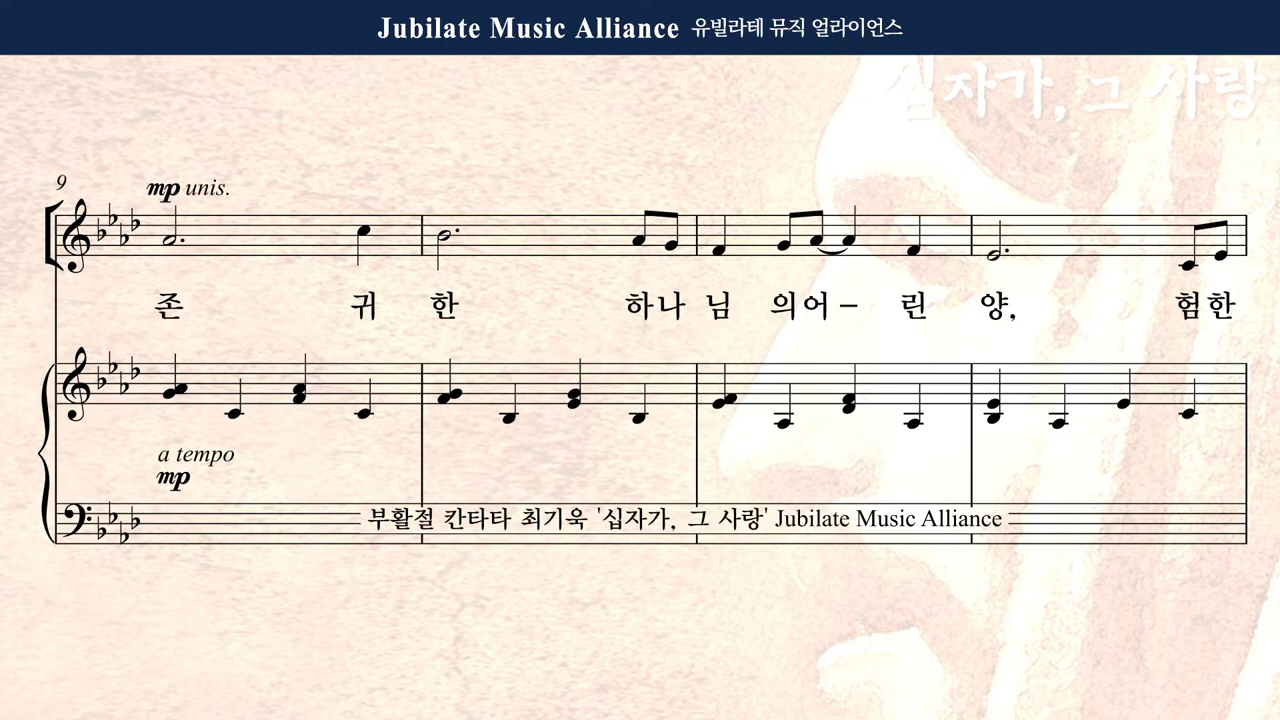 Jubilate Music Alliance 유빌라테 뮤직 얼라이언스
십자가, 그 사랑
9
mp unis.
존 귀 한 하나 님 의어 – 린 양, 험한
a tempo
mp
부활절 칸타타 최기욱 '십자가, 그 사랑' Jubilate Music Alliance